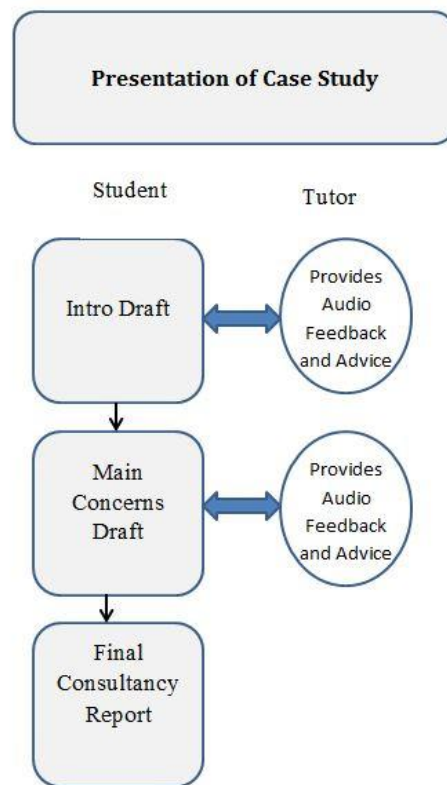 Presentation of Case Study
Student
Tutor
Intro Draft
Provides
Audio
Feedback
and Advice
Main
Concerns
Draft
Provides
Audio
Feedback
and Advice
Final
Consultancy
Report